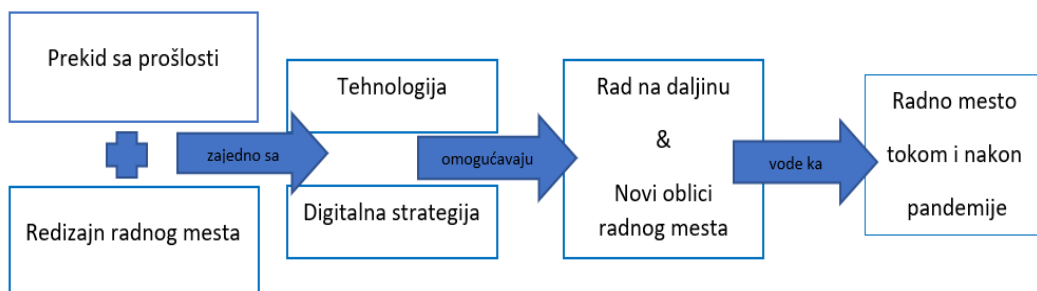 Prekid sa prošlosti
Redizajn radnog mesta
zajedno sa
Tehnologija
Digitalna strategija
omogućavaju
Rad na daljinu
&
Novi oblici
radnog mesta
vode ka
Radno mesto
tokom i nakon
pandemije